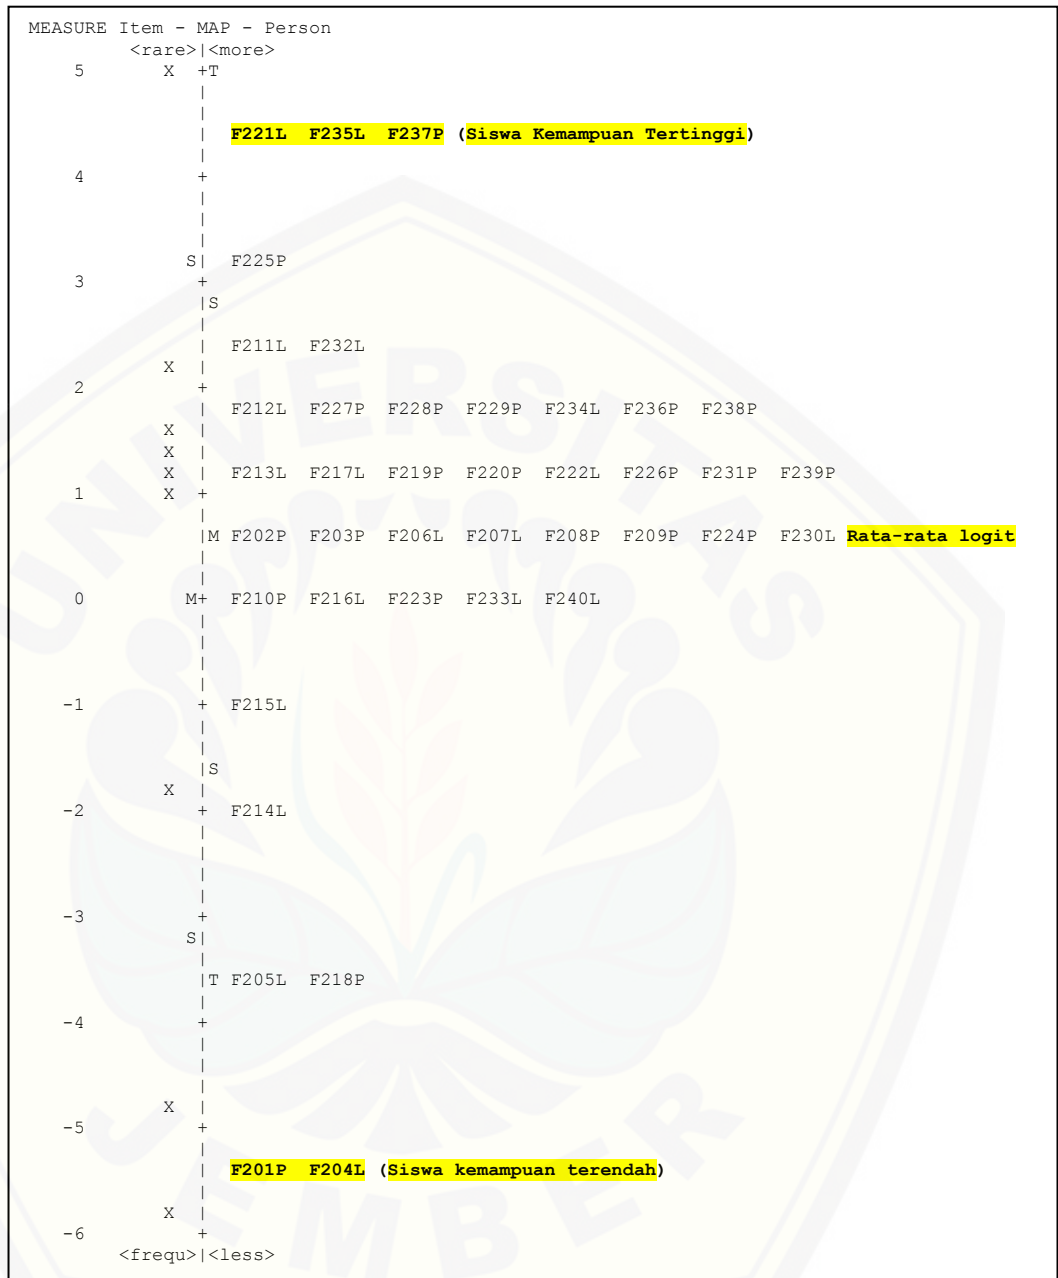 MEASURE Item - MAP - Person
<rare>|<more>
5 X +T
|
|
| F221L F235L F237P (Siswa Kemampuan Tertinggi)
|
4 +
|
|
|
S| F225P
3 +
|S
|
| F211L F232L
X |
2 +
| F212L F227P F228P F229P F234L F236P F238P
X |
X |
X | F213L F217L F219P F220P F222L F226P F231P F239P
1 X +
|
|M F202P F203P F206L F207L F208P F209P F224P F230L Rata-rata logit
|
|
0 M+ F210P F216L F223P F233L F240L
|
|
|
|
-1 + F215L
|
|
|S
X |
-2 + F214L
|
|
|
|
-3 +
S|
|
|T F205L F218P
|
-4 +
|
|
|
X |
-5 +
|
| F201P F204L (Siswa kemampuan terendah)
|
X |
-6 +
<frequ>|<less>
UNIVERSITAS
JEMBER